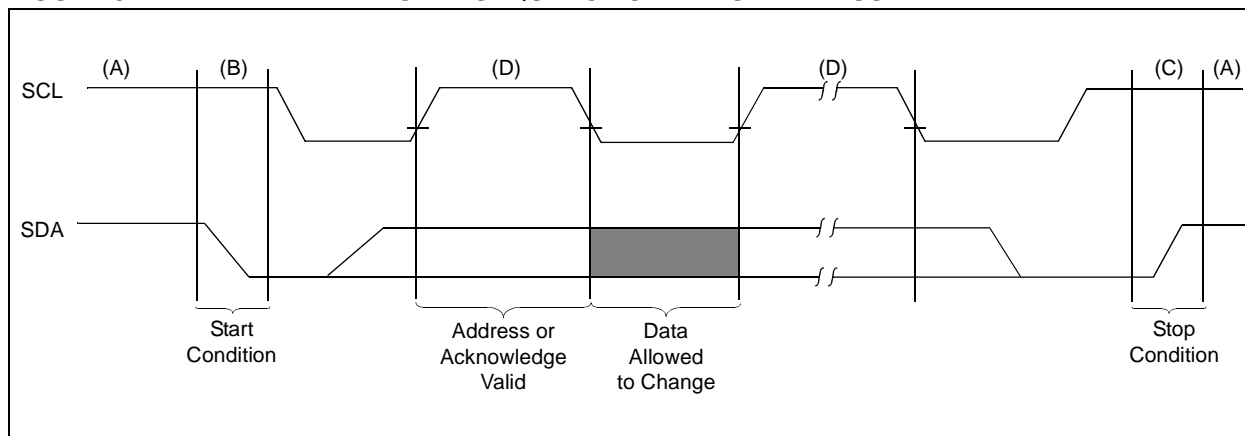 (A) (B) (D) (D) (C) (A)
SCL
SDA
Start
Condition
Address or
Acknowledge
Valid
Data
Allowed
to Change
Stop
Condition